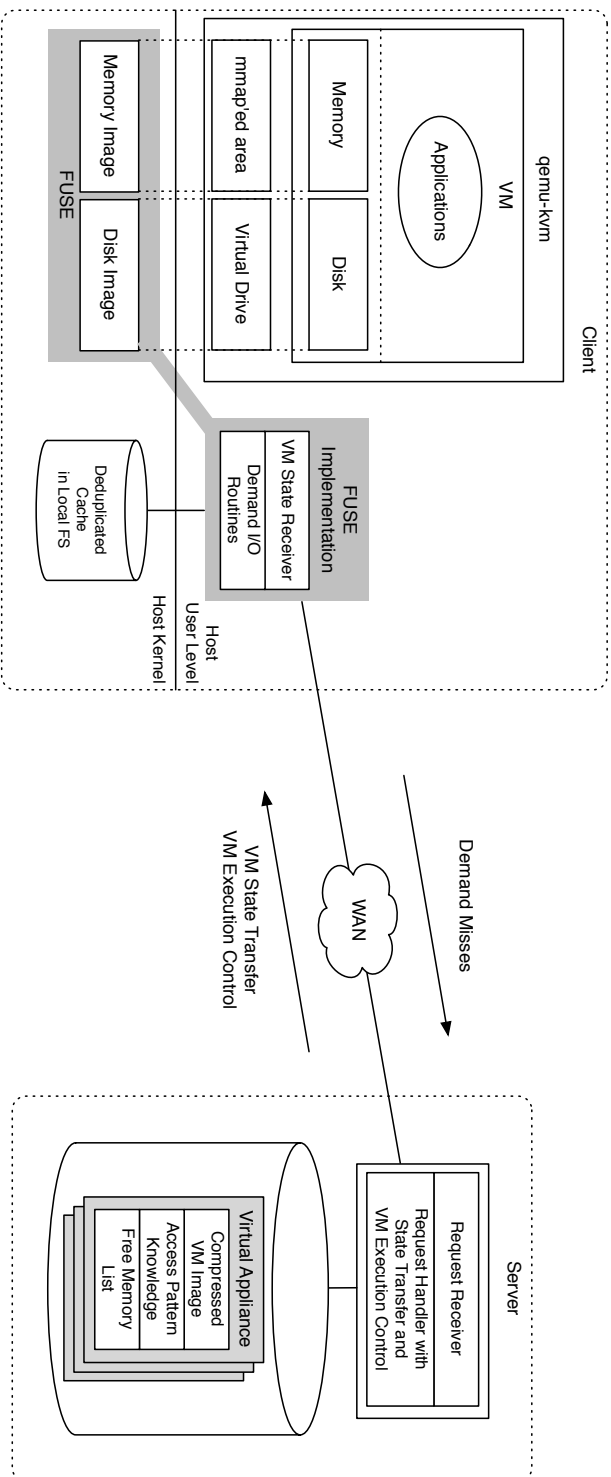 Client
qemu-kvm
VM
Applications
Memory
Disk
mmap'ed area
Virtual Drive
Memory Image
Disk Image
FUSE
FUSE
Implementation
VM State Receiver
Demand I/O
Routines
Host
User Level
Host Kernel
Deduplicated
Cache
in Local FS
Demand Misses
WAN
VM State Transfer
VM Execution Control
Server
Request Receiver
Request Handler with
State Transfer and
VM Execution Control
Virtual Appliance
Compressed
VM Image
Access Pattern
Knowledge
Free Memory
List